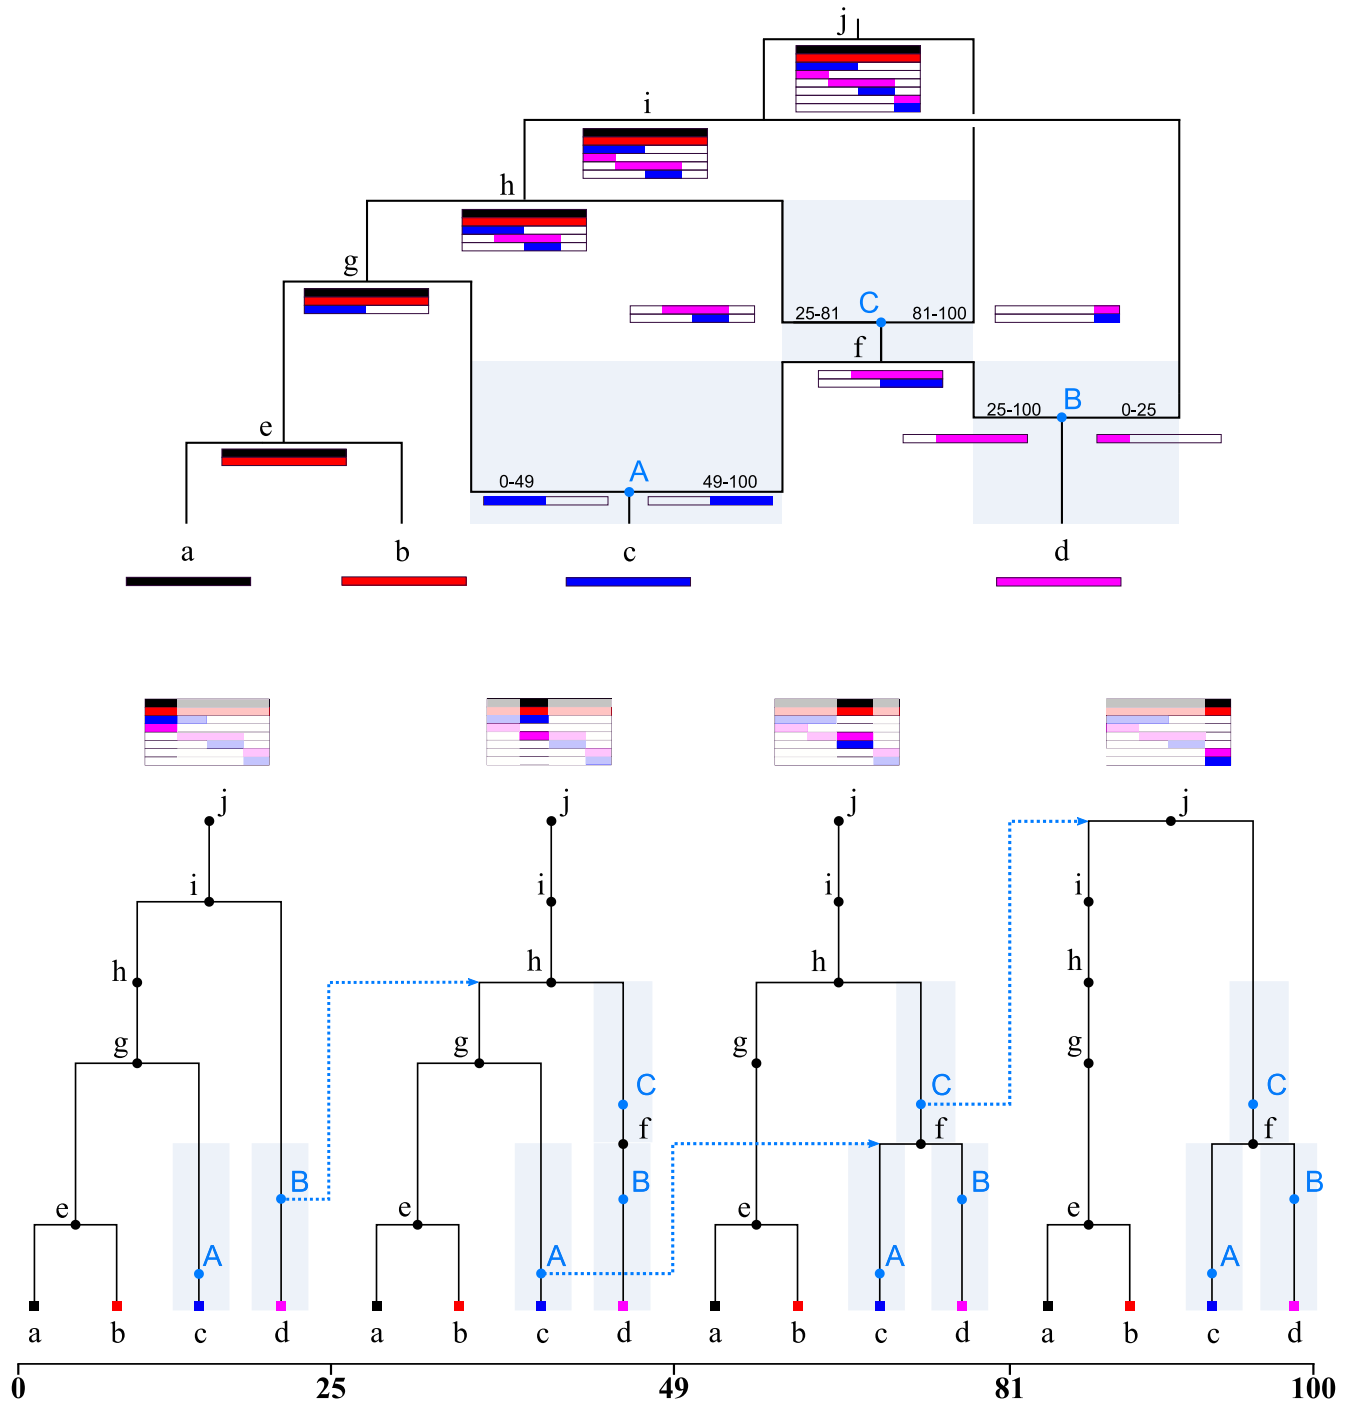 j
i
h
g
25-81 C 81-100
f
25-100 B 0-25
e
0-49 A 49-100
a b c d
j j j j
i i i i
h h h h
g g g g
C C C
f f f
B B B B
e e e e
A A A A
a b c d a b c d a b c d a b c d
0 25 49 81 100